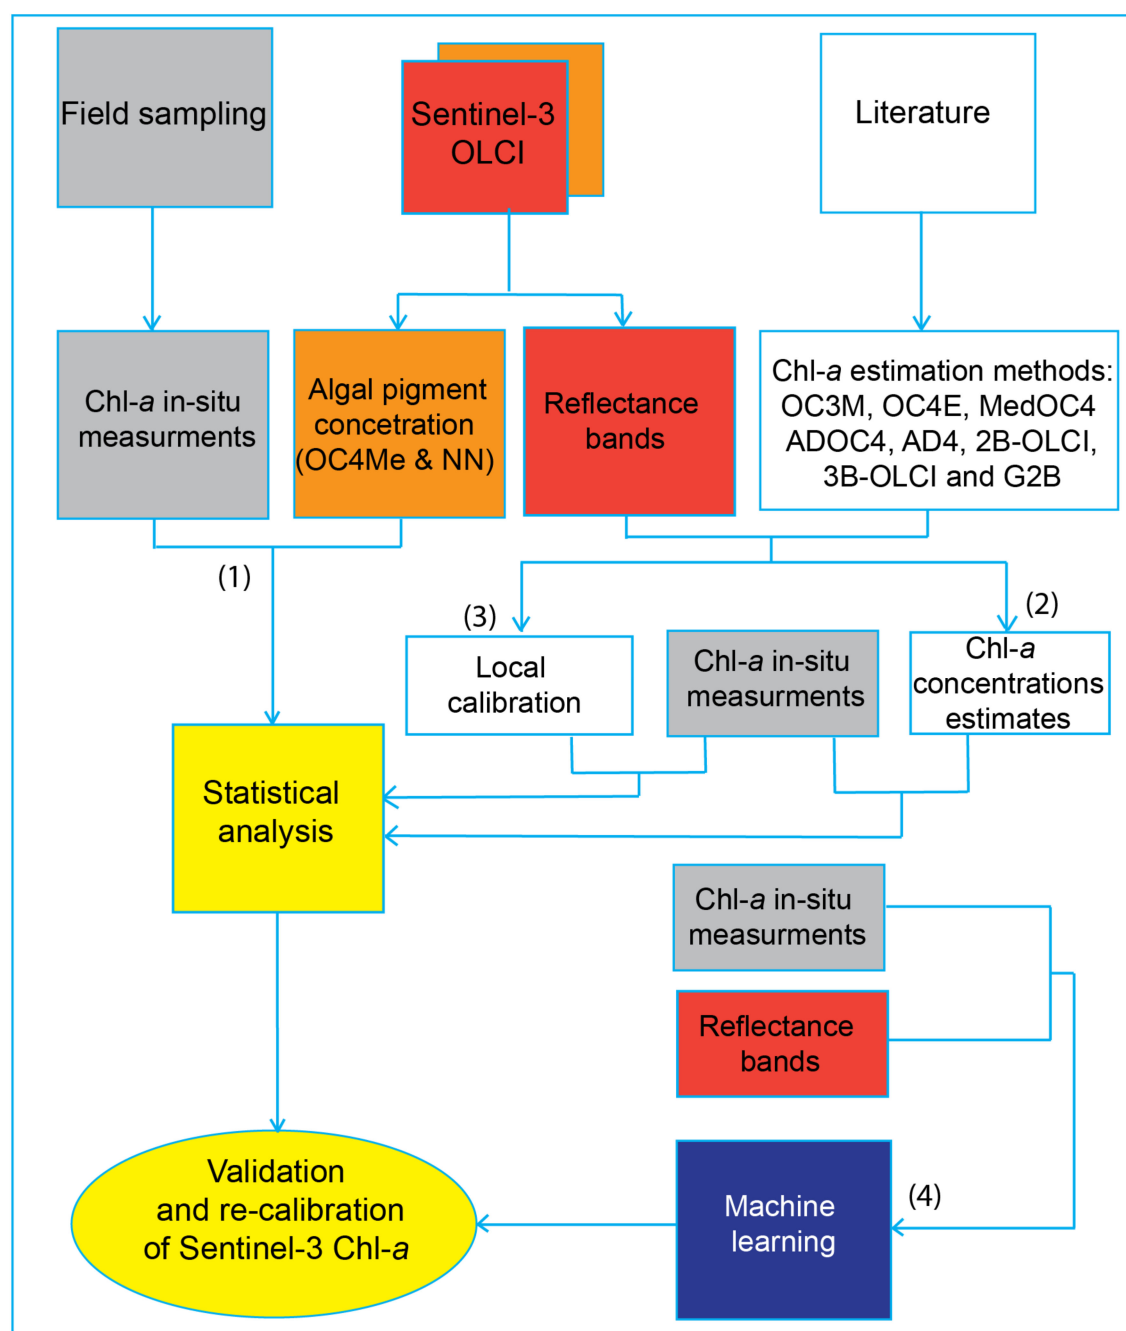 Field sampling
Sentinel-3
OLCI
Literature
Chl-a in-situ
measurments
Algal pigment
concetration
(OC4Me & NN)
Reflectance
bands
Chl-a estimation methods:
OC3M, OC4E, MedOC4
ADOC4, AD4, 2B-OLCI,
3B-OLCI and G2B
(1)
(3)
(2)
Local
calibration
Chl-a in-situ
measurments
Chl-a
concentrations
estimates
Statistical
analysis
Chl-a in-situ
measurments
Reflectance
bands
Validation
and re-calibration
of Sentinel-3 Chl-a
Machine
learning
(4)